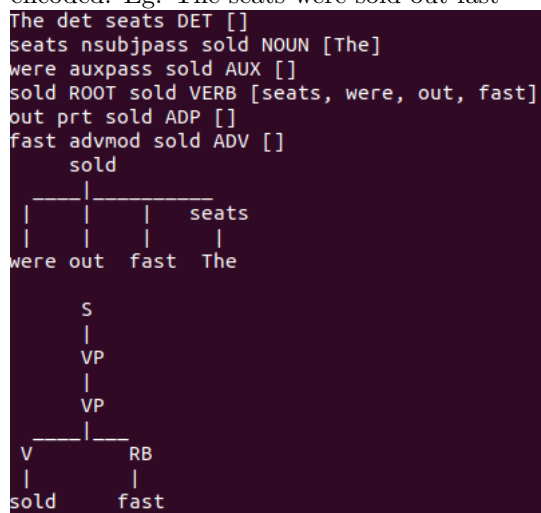 encoded. Eg. The seats were sold out fast
The det seats DET []
seats nsubjpass sold NOUN [The]
were auxpass sold AUX []
sold ROOT sold VERB [seats, were, out, fast]
out prt sold ADP []
fast advmod sold ADV []
sold
seats
were out fast The
S
VP
VP
V RB
sold fast